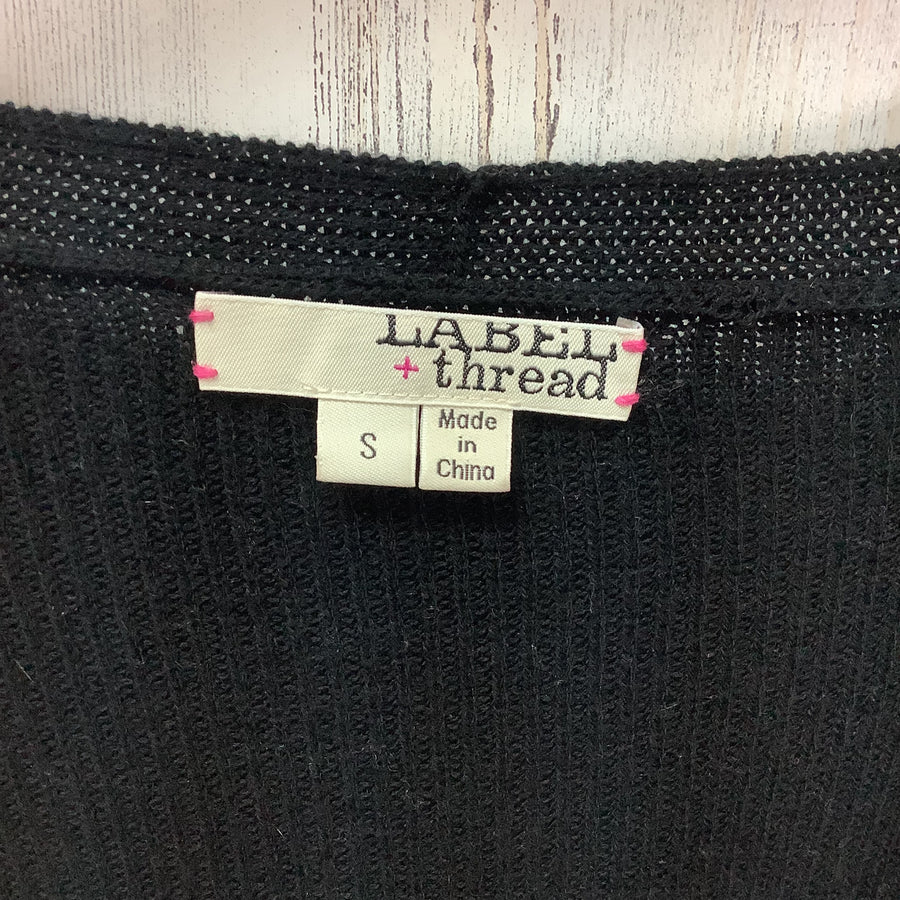 LABEL
+ thread
S
Made
in
China